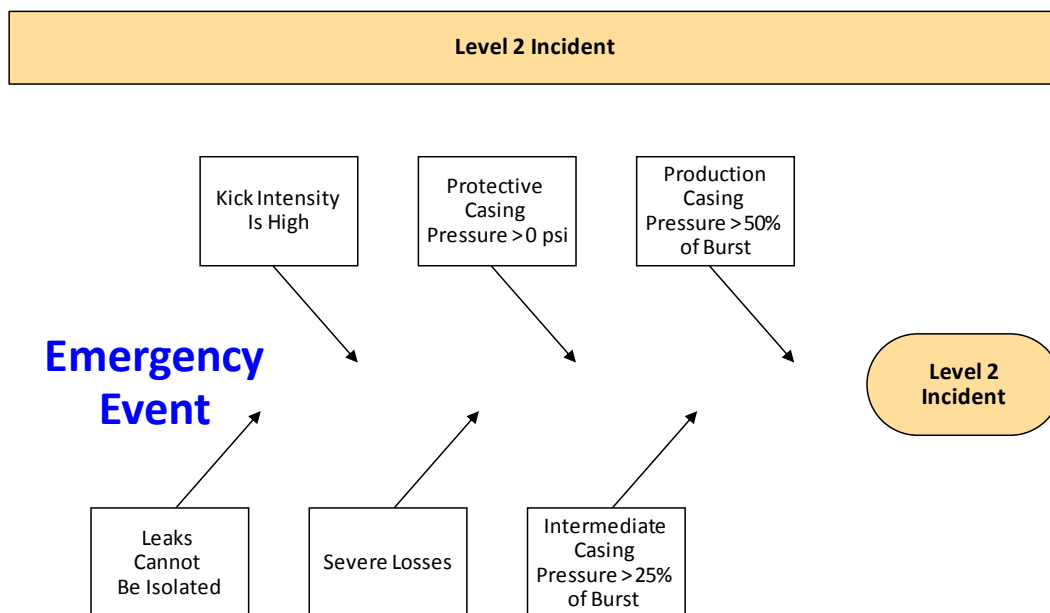 Level 2 Incident
Kick Intensity
Is High
Protective
Casing
Pressure > 0 psi
Production
Casing
Pressure > 50%
of Burst
Emergency
Event
Level 2
Incident
Leaks
Cannot
Be Isolated
Severe Losses
Intermediate
Casing
Pressure > 25%
of Burst